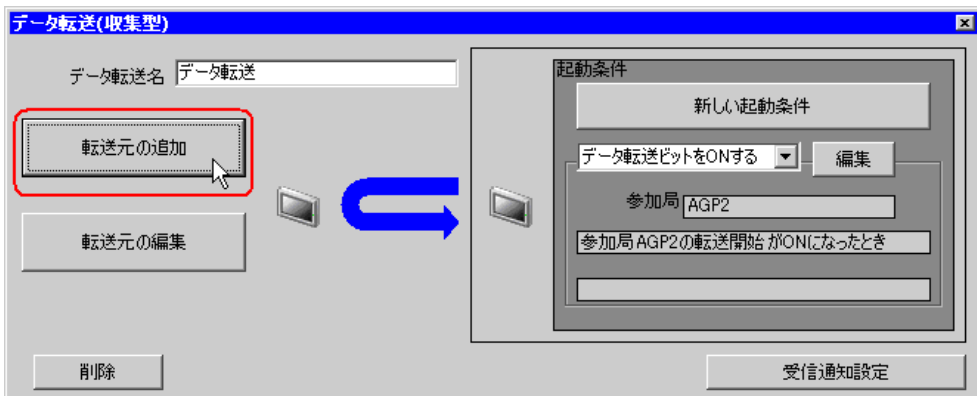 データ転送(収集型)
データ転送名 データ転送
転送元の追加
転送元の編集
起動条件
新しい起動条件
データ転送ビットをONする
編集
参加局 AGP2
参加局AGP2の転送開始 がONになったとき
削除
受信通知設定